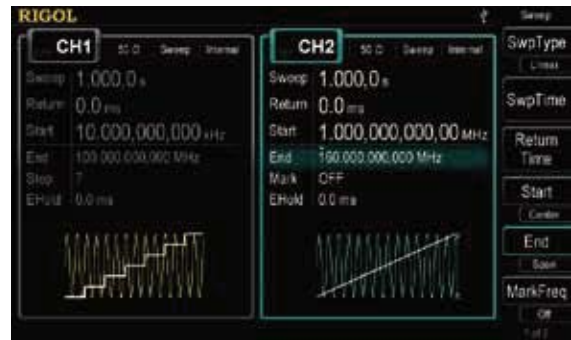 RIGOL
Sweep
CH1 50 Ω Sweep Internal
Sweep 1.000,0 s
Return 0.0 ms
Start 10.000,000,000 kHz
End 100.000,000,000 MHz
Step 7
EHold 0.0 ms
CH2 50 Ω Sweep Internal
Sweep 1.000,0 s
Return 0.0 ms
Start 1.000,000,000,00 MHz
End 160.000,000,000 MHz
Mark OFF
EHold 0.0 ms
SwpType
Linear
SwpTime
Return
Time
Start
Center
End
Span
MarkFreq
Off
1 of 2